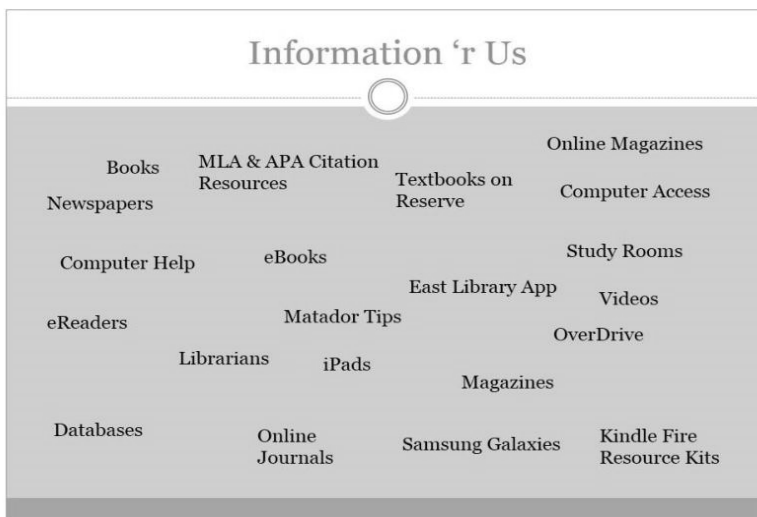 Information ‘r Us
Online Magazines
Books
MLA & APA Citation
Resources
Textbooks on
Reserve
Computer Access
Newspapers
Study Rooms
Computer Help
eBooks
East Library App
Videos
eReaders
Matador Tips
OverDrive
Librarians
iPads
Magazines
Databases
Online
Journals
Samsung Galaxies
Kindle Fire
Resource Kits